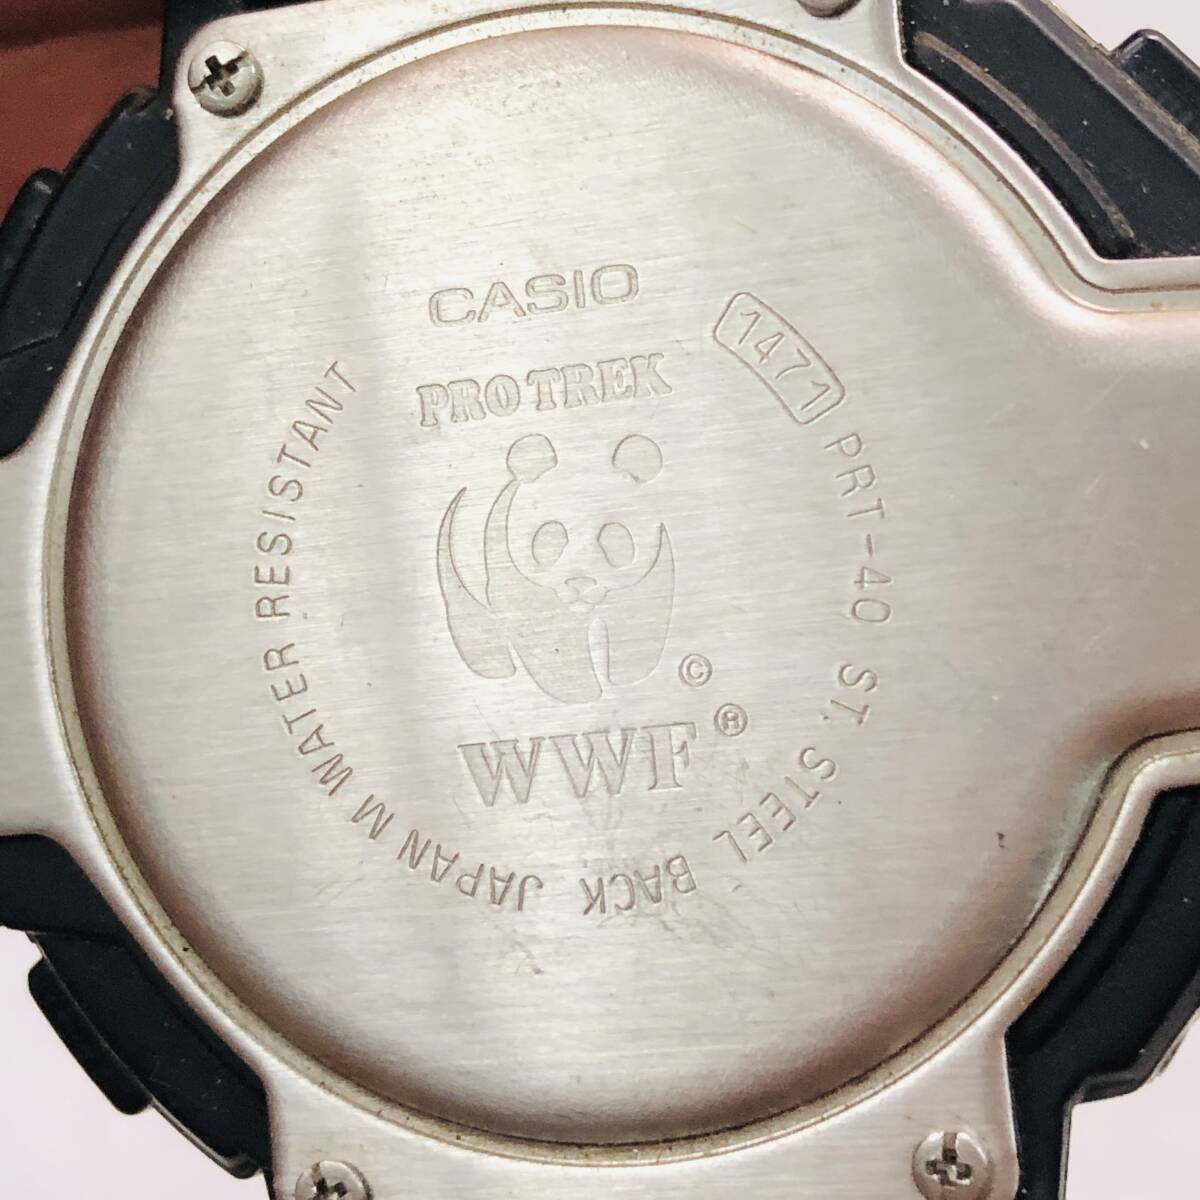 CASIO
PRO TREK
© 
WWF ®
1471 PRT-40 ST. STEEL BACK JAPAN M WATER RESISTANT